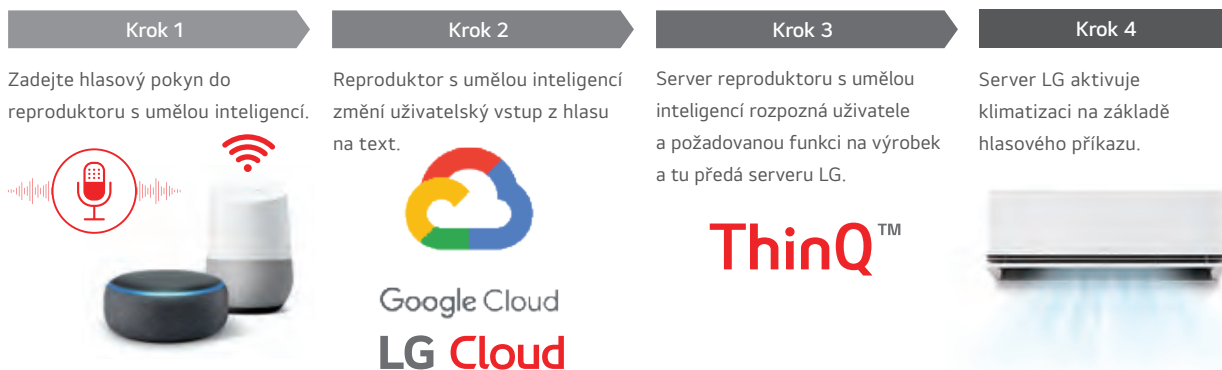 Krok 1
Zadejte hlasový pokyn do
reproduktoru s umělou inteligencí.
Krok 2
Reproduktor s umělou inteligencí
změní uživatelský vstup z hlasu
na text.
Google Cloud
LG Cloud
Krok 3
Server reproduktoru s umělou
inteligencí rozpozná uživatele
a požadovanou funkci na výrobek
a tu předá serveru LG.
ThinQ™
Krok 4
Server LG aktivuje
klimatizaci na základě
hlasového příkazu.